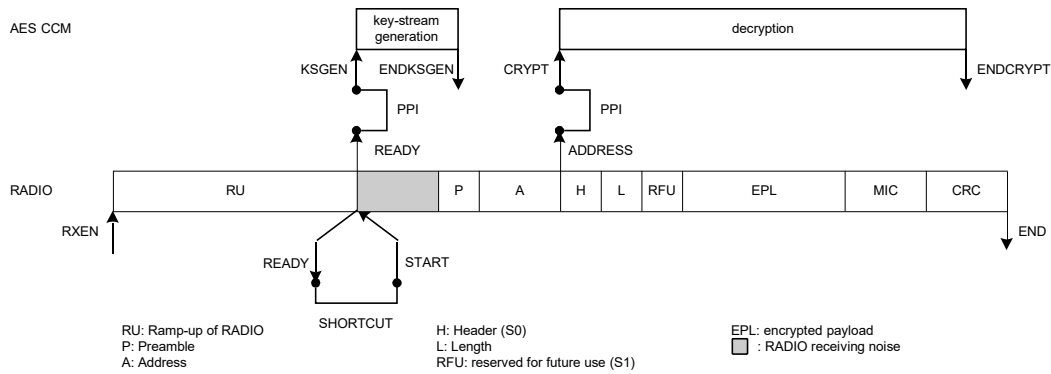 AES CCM
key-stream
generation
decryption
KSGEN
ENDKSGEN
CRYPT
ENDCRYPT
PPI
PPI
READY
ADDRESS
RADIO
RU
P
A
H
L
RFU
EPL
MIC
CRC
RXEN
END
READY
START
SHORTCUT
RU: Ramp-up of RADIO
P: Preamble
A: Address
H: Header (S0)
L: Length
RFU: reserved for future use (S1)
EPL: encrypted payload
: RADIO receiving noise